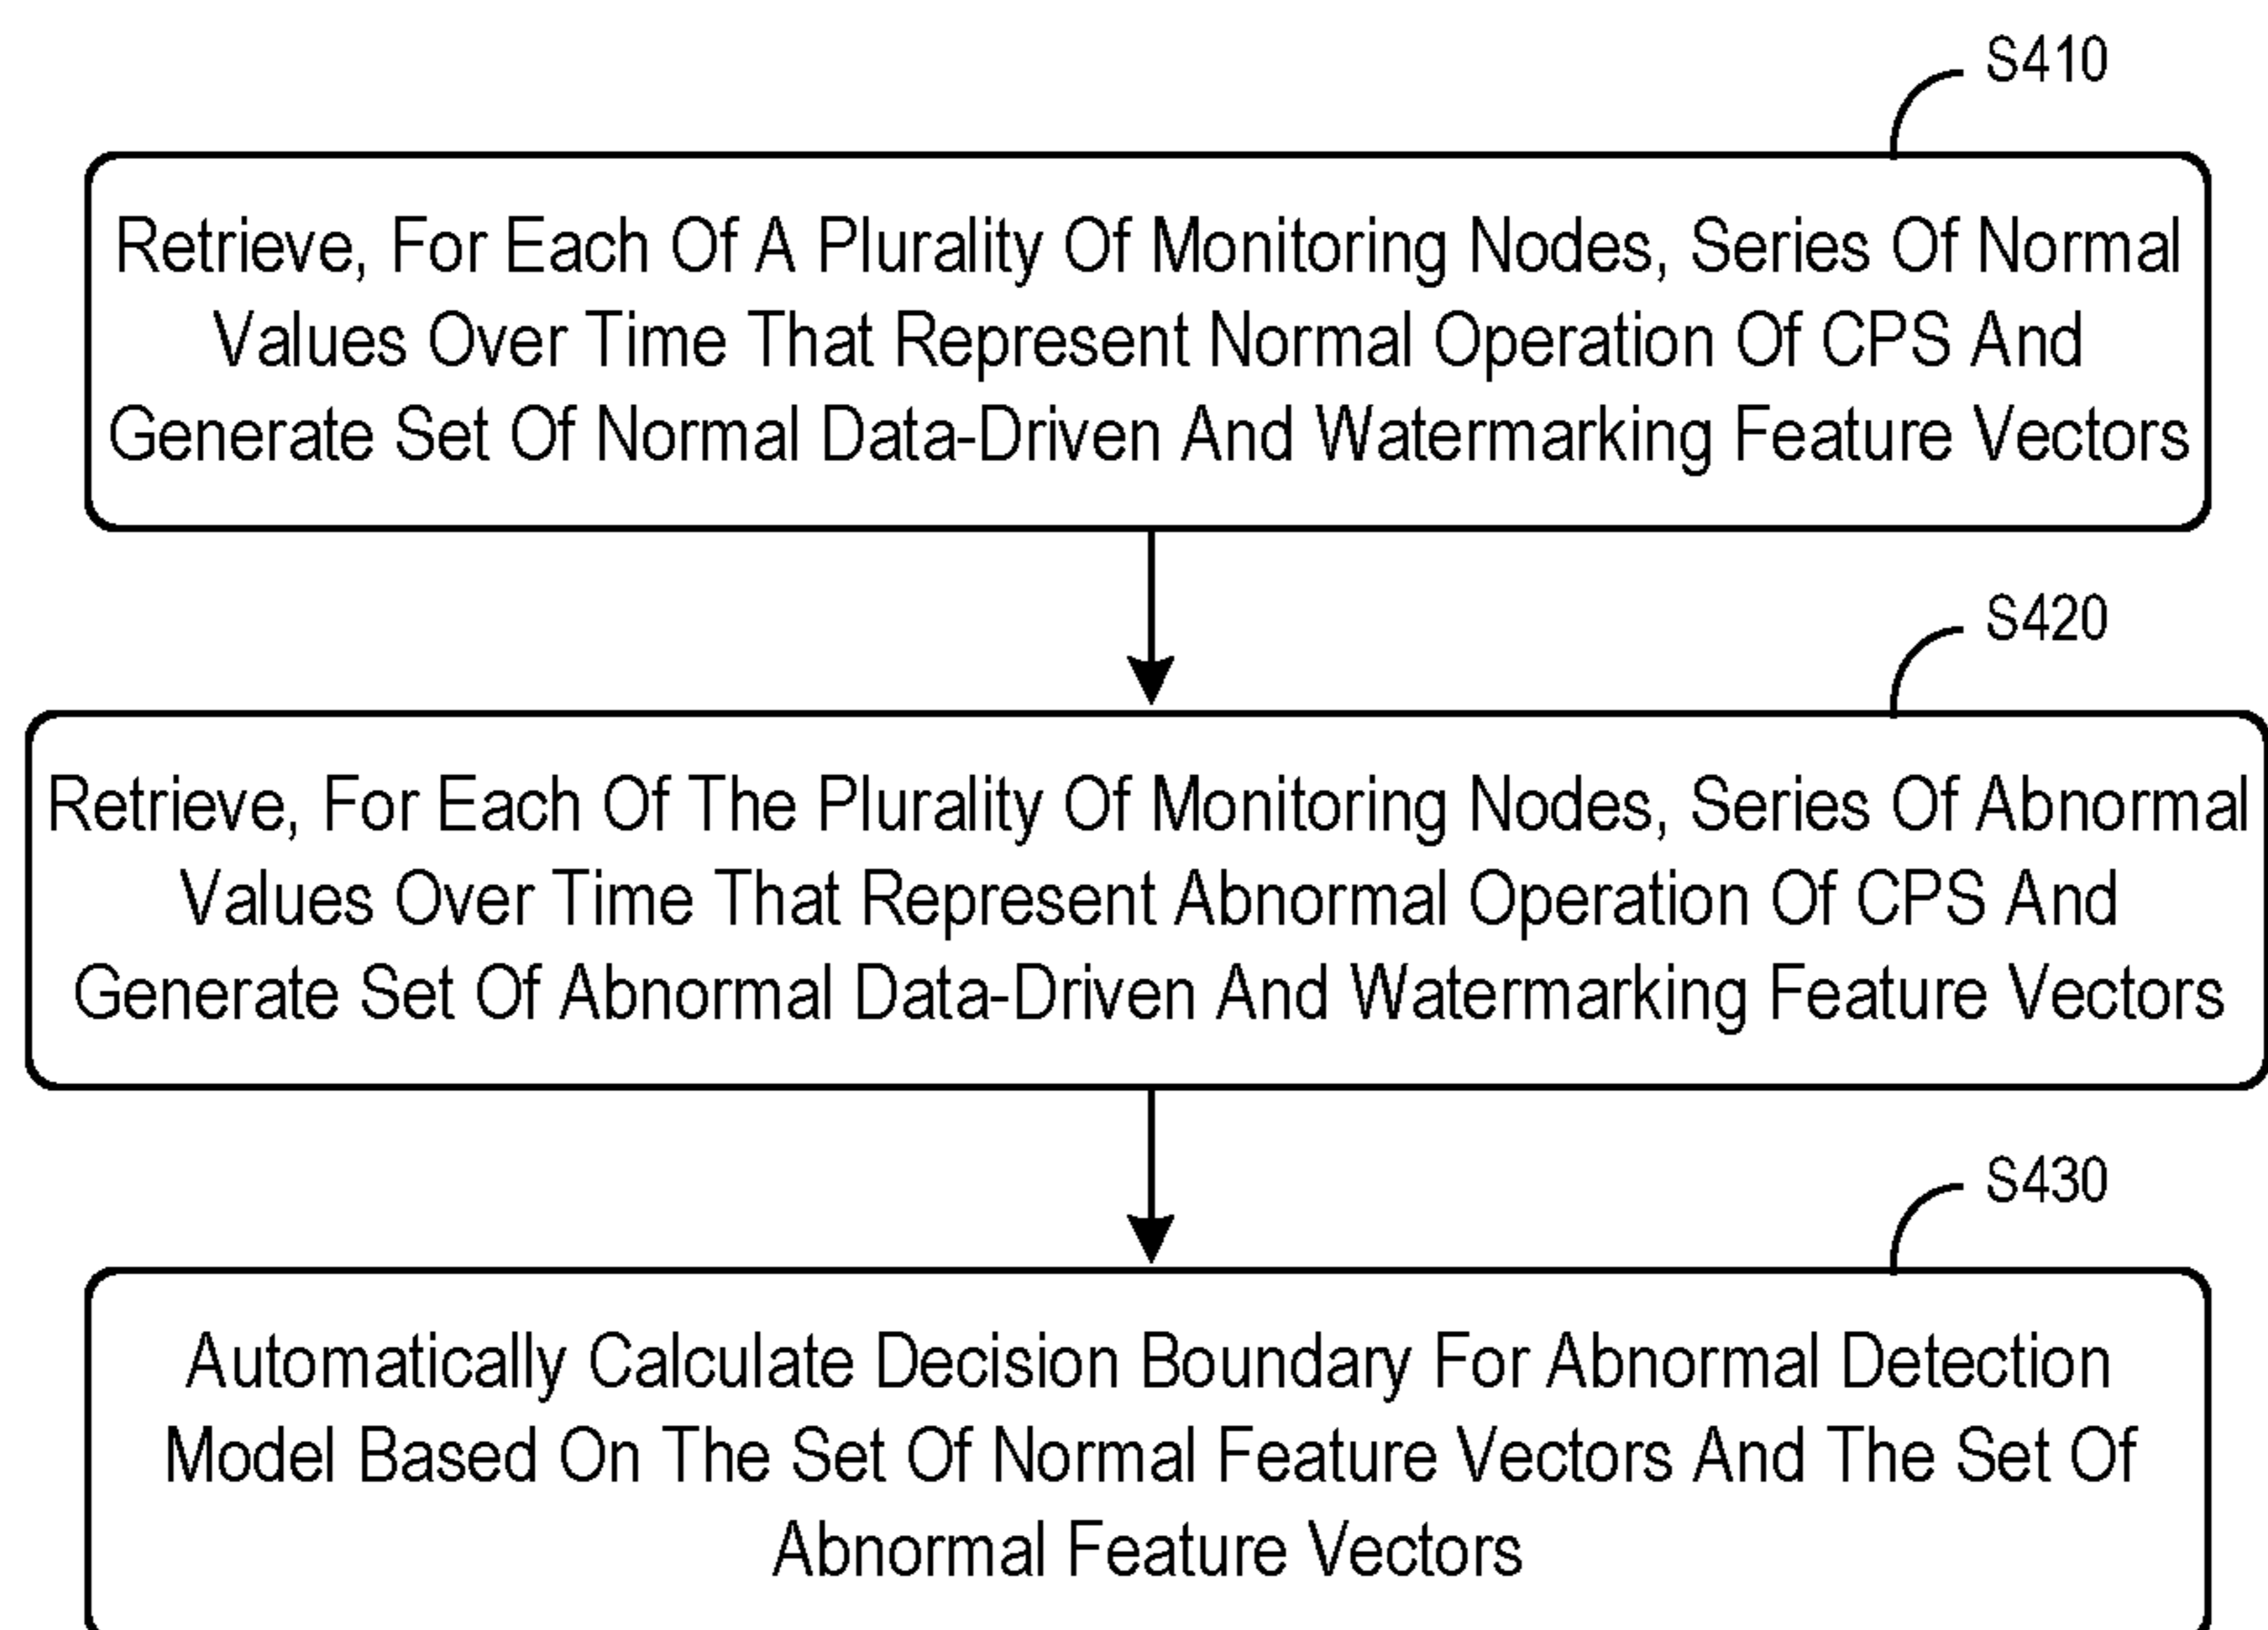 S410
Retrieve, For Each Of A Plurality Of Monitoring Nodes, Series Of Normal
Values Over Time That Represent Normal Operation Of CPS And
Generate Set Of Normal Data-Driven And Watermarking Feature Vectors
S420
Retrieve, For Each Of The Plurality Of Monitoring Nodes, Series Of Abnormal
Values Over Time That Represent Abnormal Operation Of CPS And
Generate Set Of Abnormal Data-Driven And Watermarking Feature Vectors
S430
Automatically Calculate Decision Boundary For Abnormal Detection
Model Based On The Set Of Normal Feature Vectors And The Set Of
Abnormal Feature Vectors